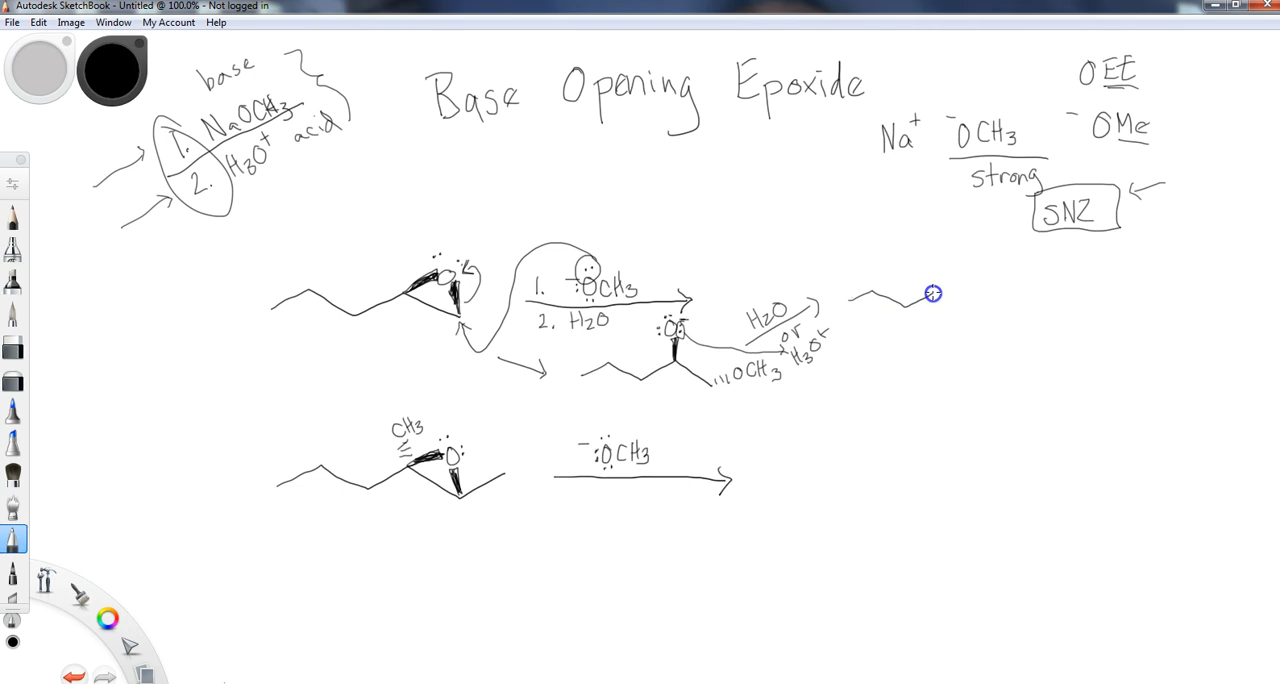 Autodesk SketchBook - Untitled @ 100.0% - Not logged in
File Edit Image Window My Account Help
base
1. NaOCH3
2. H3O+ acid
Base Opening Epoxide
OEt
Na+ -OCH3 -OMe
strong
SN2
O
1. -:OCH3
2. H2O
:O:-
'''OCH3
H2O
or
H3O+
CH3
O:
-:OCH3